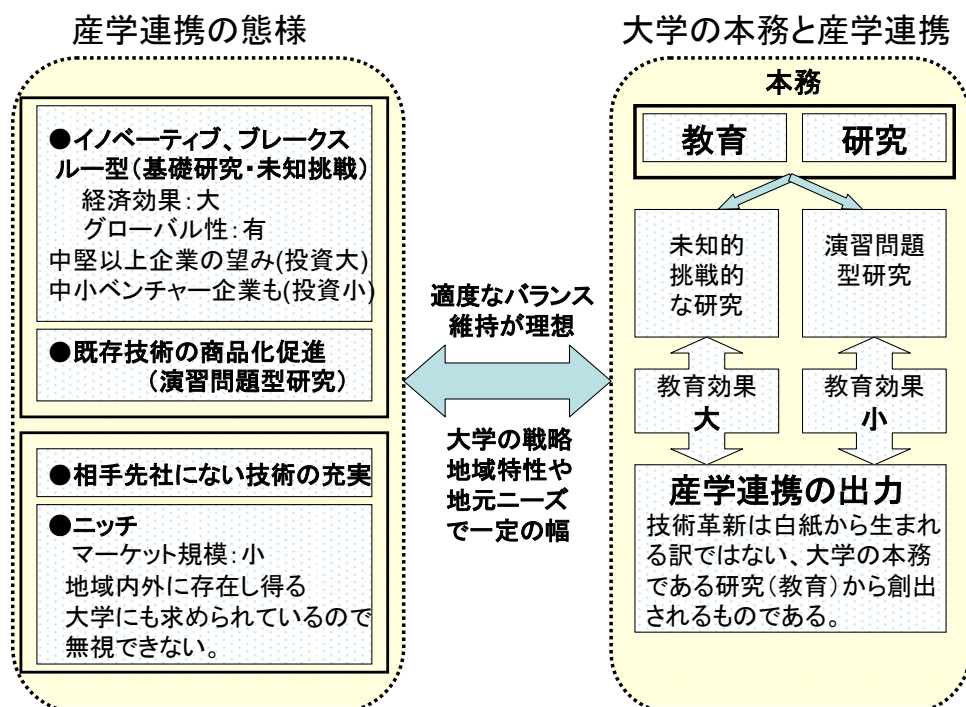 産学連携の態様
●イノベーティブ、ブレークス
ルー型(基礎研究・未知挑戦)
経済効果：大
グローバル性：有
中堅以上企業の望み(投資大)
中小ベンチャー企業も(投資小)
●既存技術の商品化促進
(演習問題型研究)
●相手先社にない技術の充実
●ニッチ
マーケット規模：小
地域内外に存在し得る
大学にも求められているので
無視できない。
適度なバランス
維持が理想
大学の戦略
地域特性や
地元ニーズ
で一定の幅
大学の本務と産学連携
本務
教育
研究
未知的
挑戦的
な研究
演習問題
型研究
教育効果
大
教育効果
小
産学連携の出力
技術革新は白紙から生まれ
る訳ではない、大学の本務
である研究(教育)から創出
されるものである。